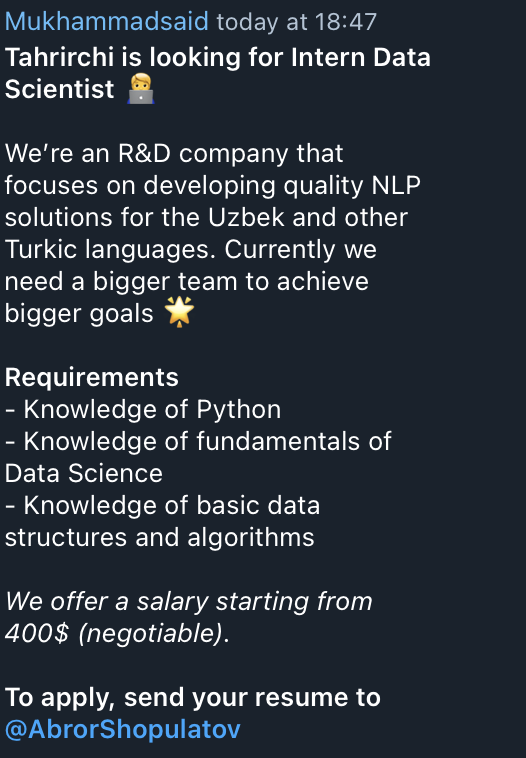 Mukhammadsaid today at 18:47
Tahrirchi is looking for Intern Data
Scientist 🧑‍💻
We’re an R&D company that
focuses on developing quality NLP
solutions for the Uzbek and other
Turkic languages. Currently we
need a bigger team to achieve
bigger goals 🌟
Requirements
- Knowledge of Python
- Knowledge of fundamentals of
Data Science
- Knowledge of basic data
structures and algorithms
We offer a salary starting from
400$ (negotiable).
To apply, send your resume to
@AbrorShopulatov